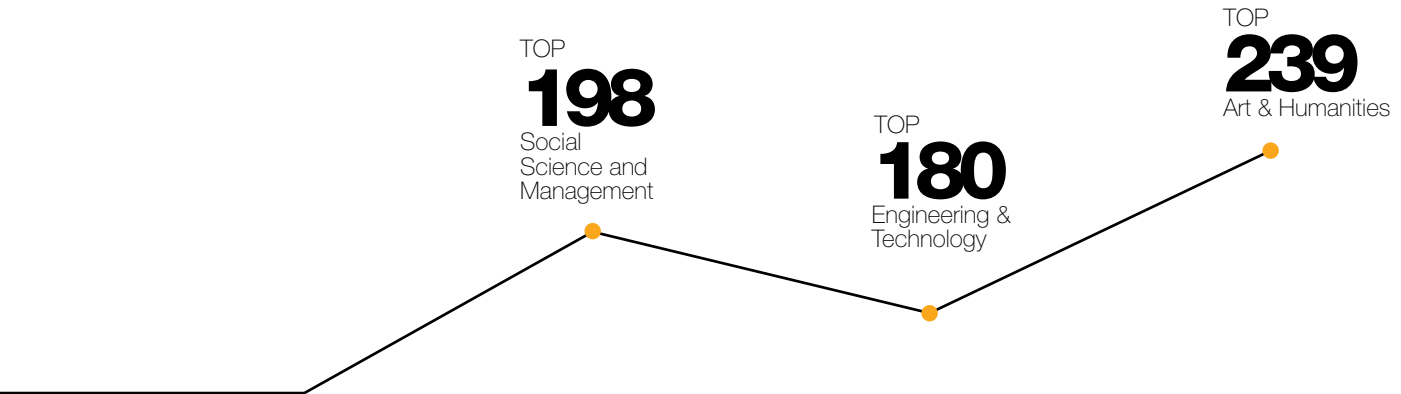 TOP
198
Social
Science and
Management
TOP
180
Engineering &
Technology
TOP
239
Art & Humanities